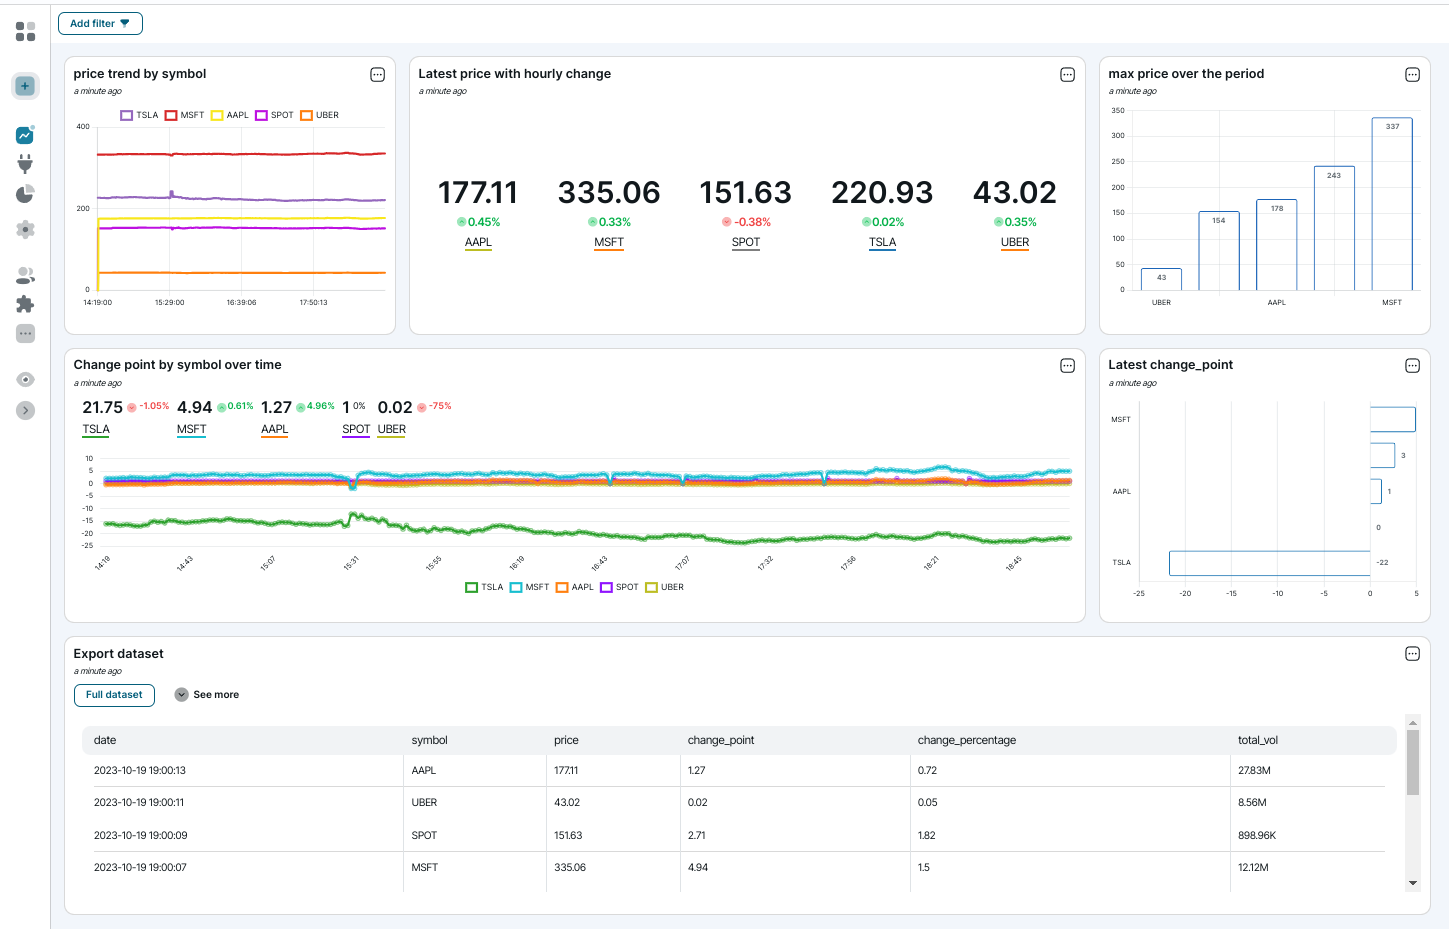 Add filter
price trend by symbol
a minute ago
TSLA MSFT AAPL SPOT UBER
400
200
0
14:19:00 15:29:00 16:39:06 17:50:13
Latest price with hourly change
a minute ago
177.11 335.06 151.63 220.93 43.02
0.45% 0.33% -0.38% 0.02% 0.35%
AAPL MSFT SPOT TSLA UBER
max price over the period
a minute ago
350
300
250
200
150
100
50
0
43 154 178 243 337
UBER AAPL MSFT
Change point by symbol over time
a minute ago
21.75 -1.05% 4.94 0.61% 1.27 4.96% 1 0% 0.02 -75%
TSLA MSFT AAPL SPOT UBER
10
5
0
-5
-10
-15
-20
-25
14:19 14:43 15:07 15:31 15:55 16:19 16:43 17:07 17:32 17:56 18:21 18:45
TSLA MSFT AAPL SPOT UBER
Latest change_point
a minute ago
MSFT
3
AAPL 1
0
TSLA -22
-25 -20 -15 -10 -5 0 5
Export dataset
a minute ago
Full dataset See more
date symbol price change_point change_percentage total_vol
2023-10-19 19:00:13 AAPL 177.11 1.27 0.72 27.83M
2023-10-19 19:00:11 UBER 43.02 0.02 0.05 8.56M
2023-10-19 19:00:09 SPOT 151.63 2.71 1.82 898.96K
2023-10-19 19:00:07 MSFT 335.06 4.94 1.5 12.12M